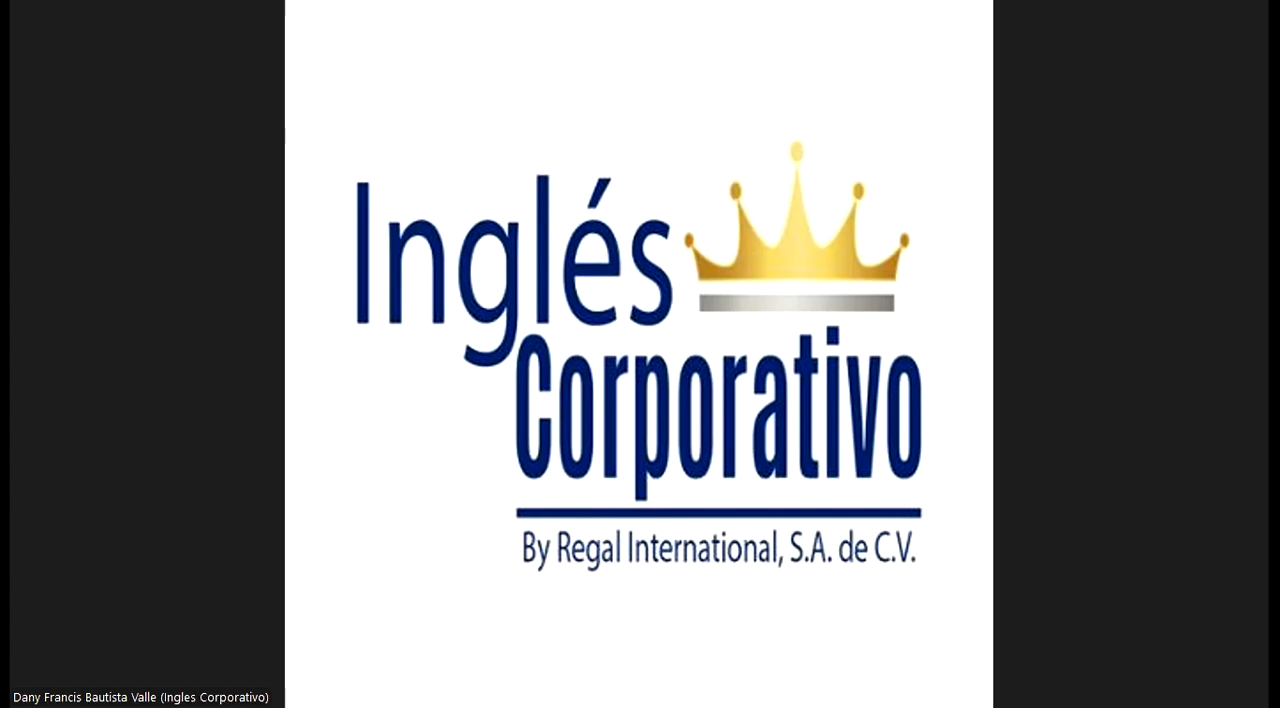 Inglés
Corporativo
By Regal International, S.A. de C.V.
Dany Francis Bautista Valle (Ingles Corporativo)